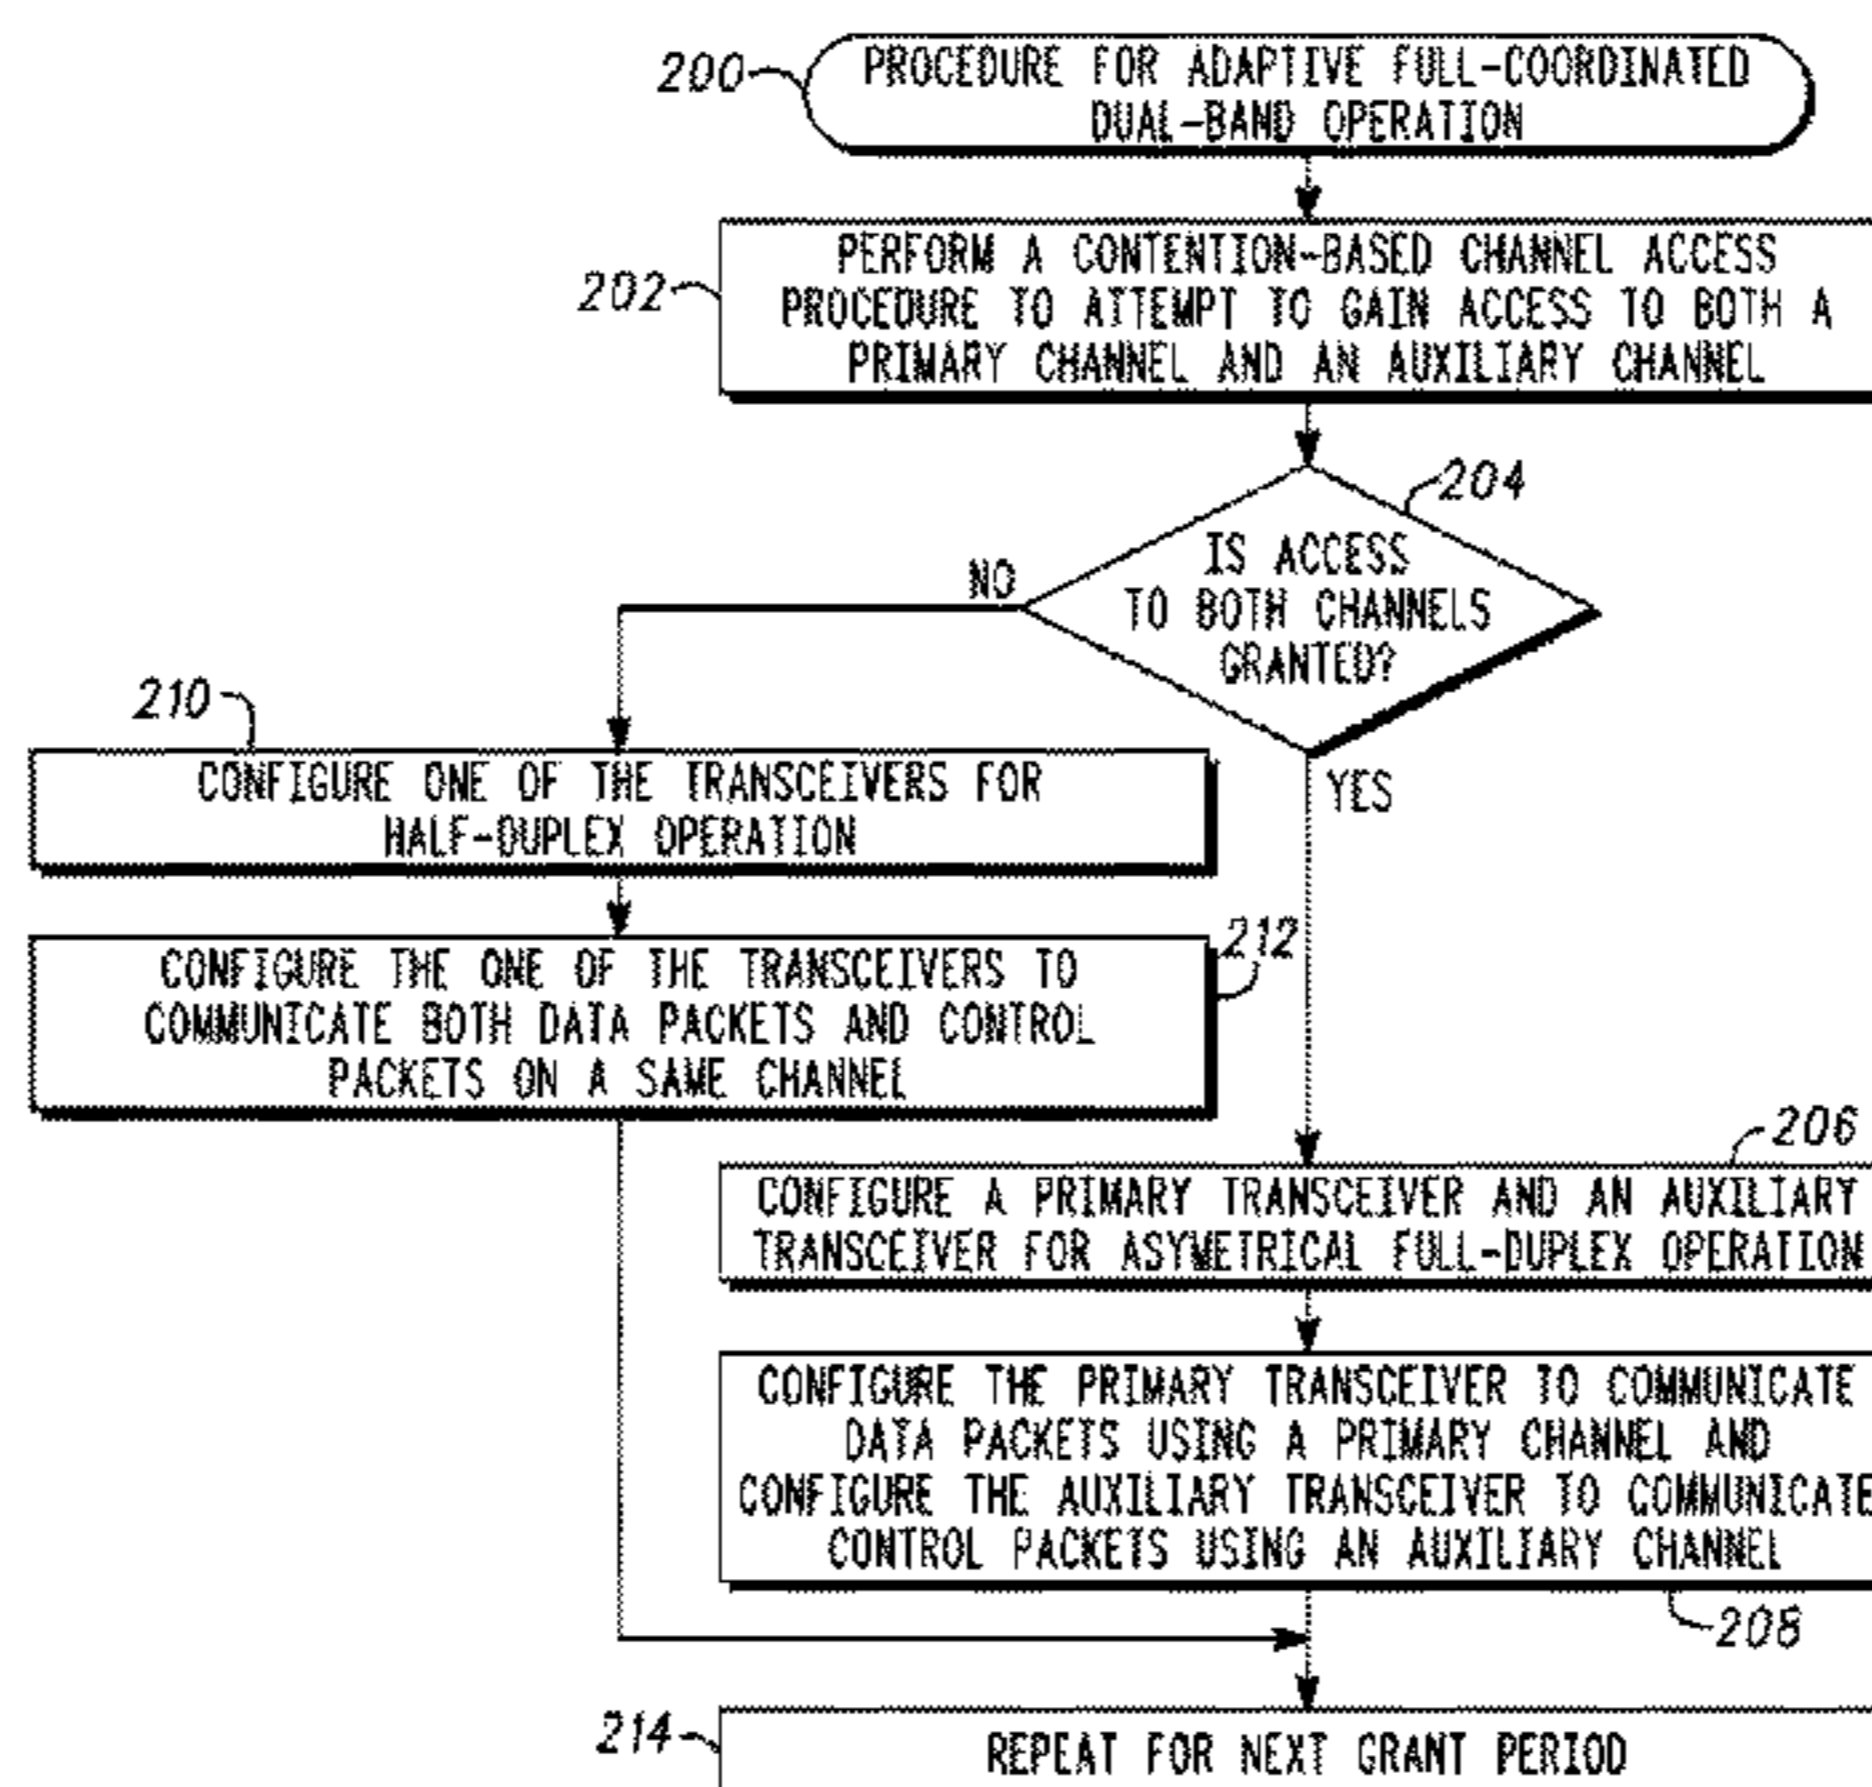 200
PROCEDURE FOR ADAPTIVE FULL-COORDINATED
DUAL-BAND OPERATION
202
PERFORM A CONTENTION-BASED CHANNEL ACCESS
PROCEDURE TO ATTEMPT TO GAIN ACCESS TO BOTH A
PRIMARY CHANNEL AND AN AUXILIARY CHANNEL
204
IS ACCESS
TO BOTH CHANNELS
GRANTED?
NO
YES
210
CONFIGURE ONE OF THE TRANSCEIVERS FOR
HALF-DUPLEX OPERATION
212
CONFIGURE THE ONE OF THE TRANSCEIVERS TO
COMMUNICATE BOTH DATA PACKETS AND CONTROL
PACKETS ON A SAME CHANNEL
206
CONFIGURE A PRIMARY TRANSCEIVER AND AN AUXILIARY
TRANSCEIVER FOR ASYMETRICAL FULL-DUPLEX OPERATION
CONFIGURE THE PRIMARY TRANSCEIVER TO COMMUNICATE
DATA PACKETS USING A PRIMARY CHANNEL AND
CONFIGURE THE AUXILIARY TRANSCEIVER TO COMMUNICATE
CONTROL PACKETS USING AN AUXILIARY CHANNEL
208
214
REPEAT FOR NEXT GRANT PERIOD